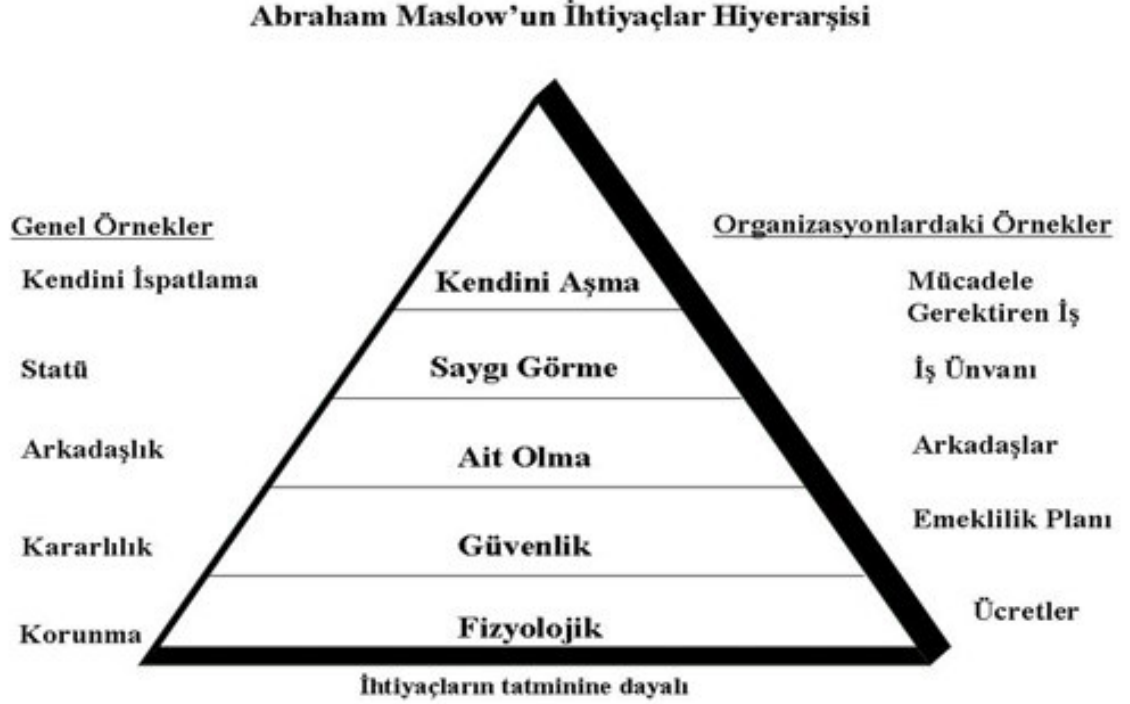 Abraham Maslow'un İhtiyaçlar Hiyerarşisi
Genel Örnekler
Organizasyonlardaki Örnekler
Kendini İspatlama
Kendini Aşma
Mücadele
Gerektiren İş
Statü
Saygı Görme
İş Ünvanı
Arkadaşlık
Ait Olma
Arkadaşlar
Kararlılık
Güvenlik
Emeklilik Planı
Korunma
Fizyolojik
Ücretler
İhtiyaçların tatminine dayalı